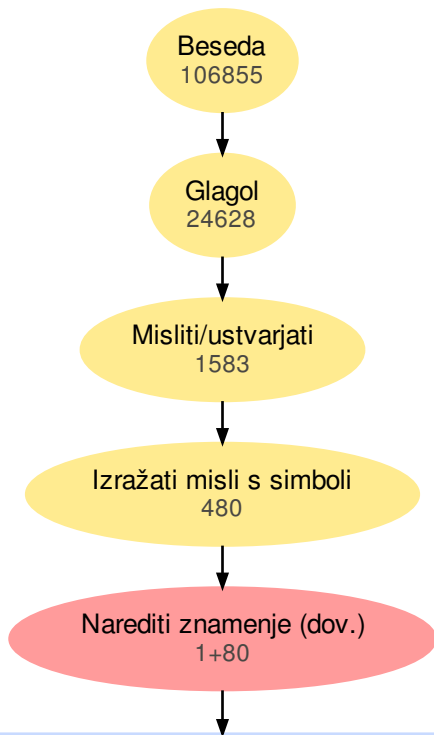 Beseda
106855
Glagol
24628
Misliti/ustvarjati
1583
Izražati misli s simboli
480
Narediti znamenje (dov.)
1+80